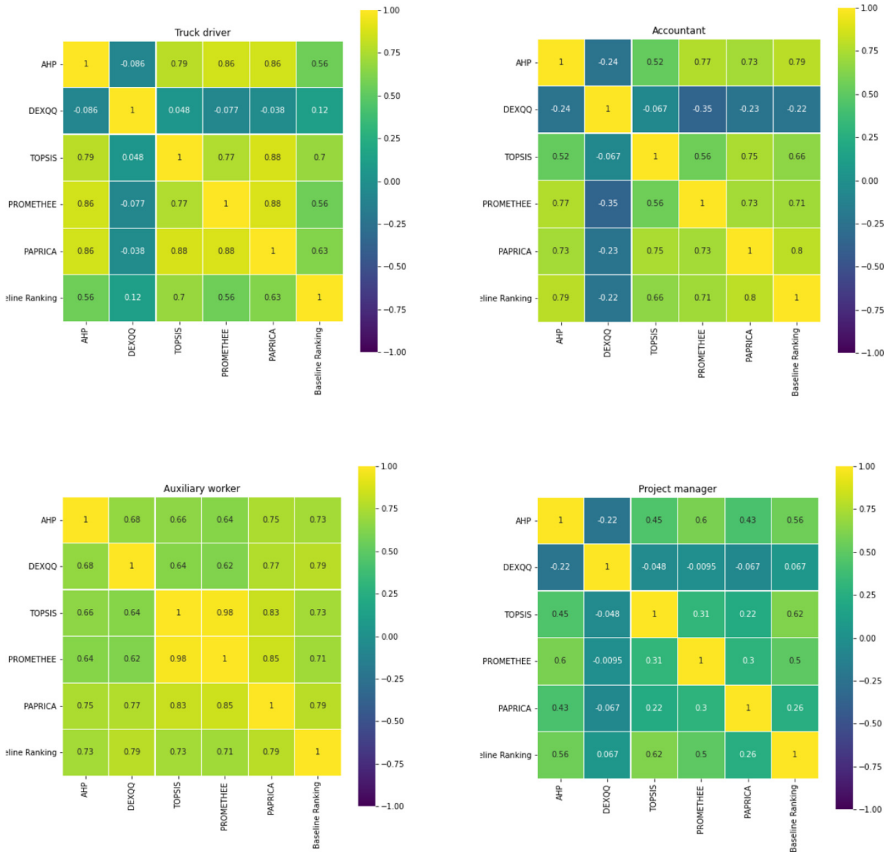 Truck driver
1.00
0.75
0.50
0.25
0.00
−0.25
−0.50
−0.75
−1.00
AHP 1 -0.086 0.79 0.86 0.86 0.56
DEXQQ -0.086 1 0.048 -0.077 -0.038 0.12
TOPSIS 0.79 0.048 1 0.77 0.88 0.7
PROMETHEE 0.86 -0.077 0.77 1 0.88 0.56
PAPRICA 0.86 -0.038 0.88 0.88 1 0.63
eline Ranking 0.56 0.12 0.7 0.56 0.63 1
AHP DEXQQ TOPSIS PROMETHEE PAPRICA Baseline Ranking
Accountant
1.00
0.75
0.50
0.25
0.00
−0.25
−0.50
−0.75
−1.00
AHP 1 -0.24 0.52 0.77 0.73 0.79
DEXQQ -0.24 1 -0.067 -0.35 -0.23 -0.22
TOPSIS 0.52 -0.067 1 0.56 0.75 0.66
PROMETHEE 0.77 -0.35 0.56 1 0.73 0.71
PAPRICA 0.73 -0.23 0.75 0.73 1 0.8
eline Ranking 0.79 -0.22 0.66 0.71 0.8 1
AHP DEXQQ TOPSIS PROMETHEE PAPRICA Baseline Ranking
Auxiliary worker
1.00
0.75
0.50
0.25
0.00
−0.25
−0.50
−0.75
−1.00
AHP 1 0.68 0.66 0.64 0.75 0.73
DEXQQ 0.68 1 0.64 0.62 0.77 0.79
TOPSIS 0.66 0.64 1 0.98 0.83 0.73
PROMETHEE 0.64 0.62 0.98 1 0.85 0.71
PAPRICA 0.75 0.77 0.83 0.85 1 0.79
eline Ranking 0.73 0.79 0.73 0.71 0.79 1
AHP DEXQQ TOPSIS PROMETHEE PAPRICA Baseline Ranking
Project manager
1.00
0.75
0.50
0.25
0.00
−0.25
−0.50
−0.75
−1.00
AHP 1 -0.22 0.45 0.6 0.43 0.56
DEXQQ -0.22 1 -0.048 -0.0095 -0.067 0.067
TOPSIS 0.45 -0.048 1 0.31 0.22 0.62
PROMETHEE 0.6 -0.0095 0.31 1 0.3 0.5
PAPRICA 0.43 -0.067 0.22 0.3 1 0.26
eline Ranking 0.56 0.067 0.62 0.5 0.26 1
AHP DEXQQ TOPSIS PROMETHEE PAPRICA Baseline Ranking